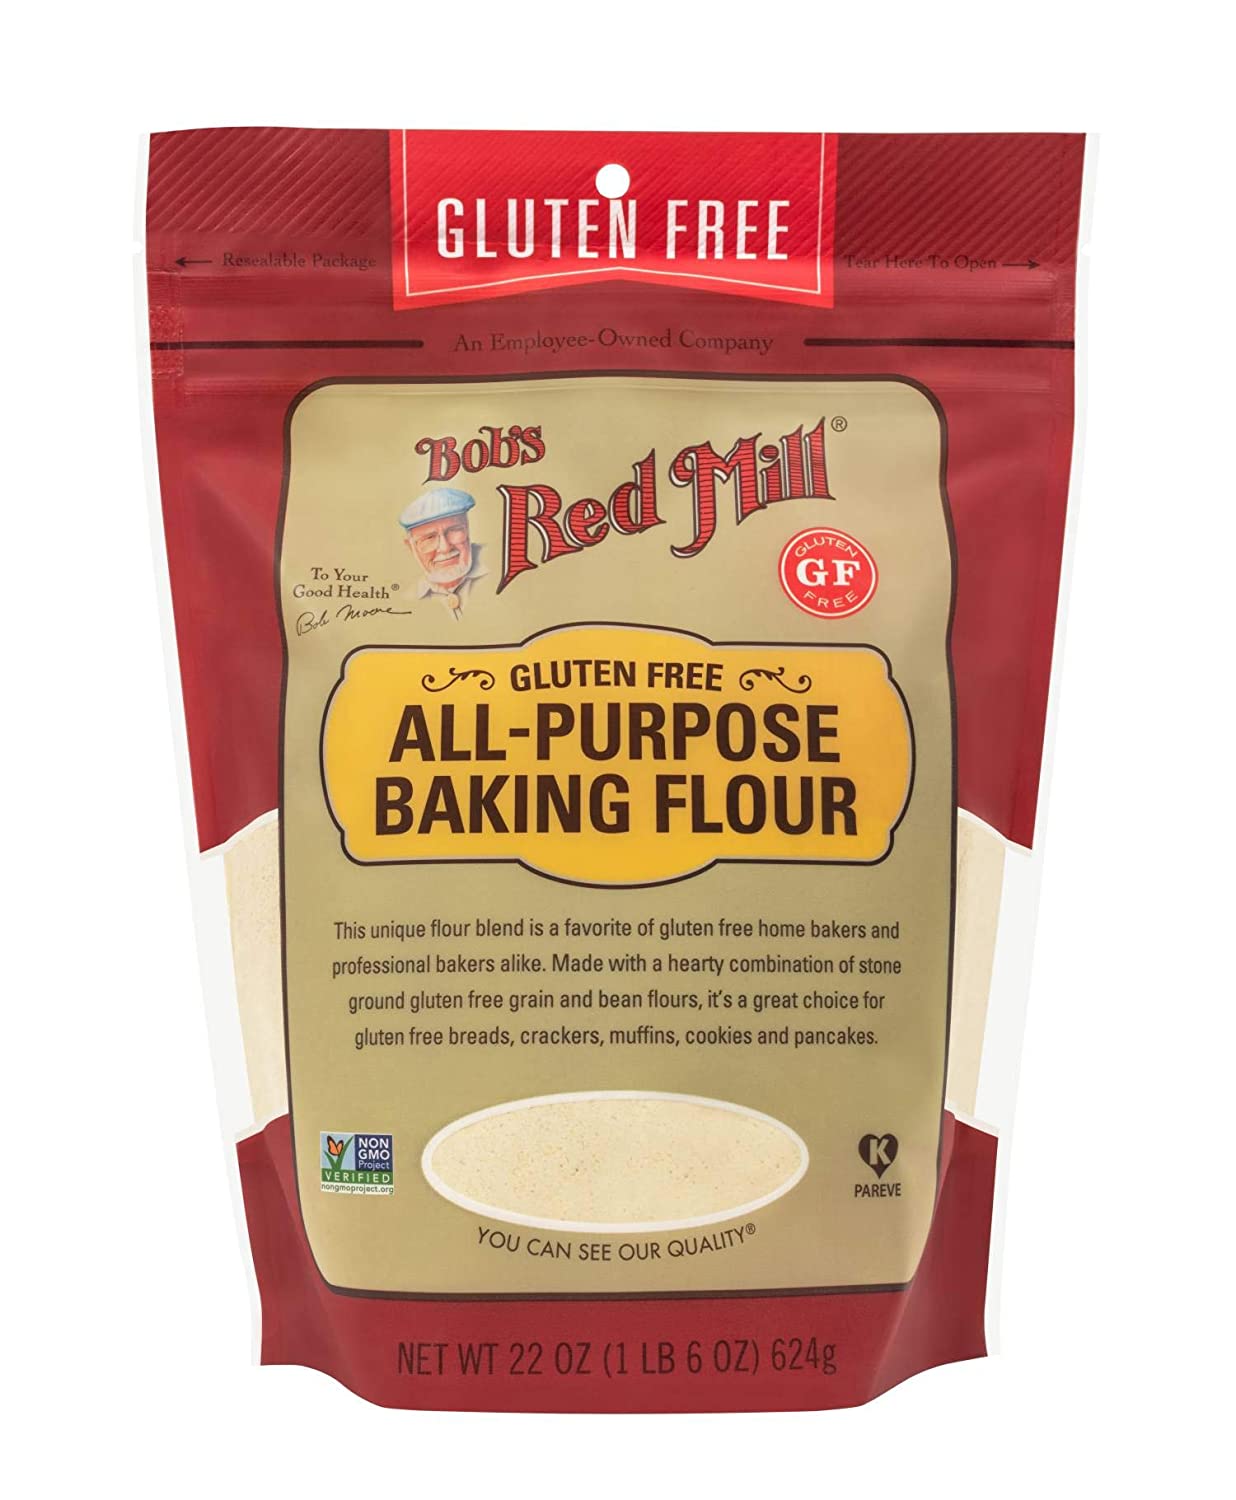 GLUTEN FREE
Resealable Package
Tear Here To Open
An Employee-Owned Company
Bob's
Red Mill®
To Your
Good Health®
Bob Moore
GLUTEN
GF
FREE
GLUTEN FREE
ALL-PURPOSE
BAKING FLOUR
This unique flour blend is a favorite of gluten free home bakers and
professional bakers alike. Made with a hearty combination of stone
ground gluten free grain and bean flours, it's a great choice for
gluten free breads, crackers, muffins, cookies and pancakes.
NON
GMO
Project
VERIFIED
nongmoproject.org
K
PAREVE
YOU CAN SEE OUR QUALITY®
NET WT 22 OZ (1 LB 6 OZ) 624g